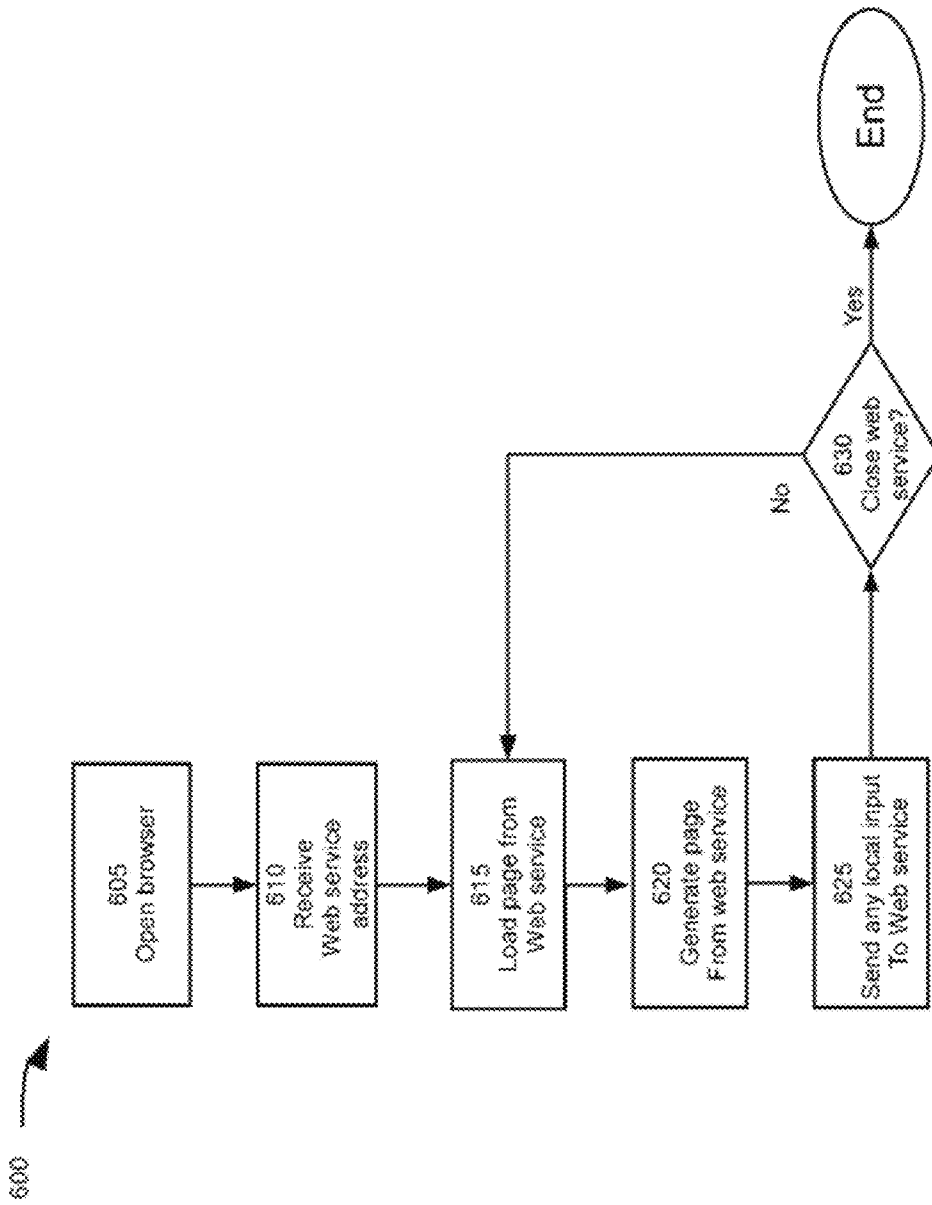 600
605
Open browser
610
Receive
Web service
address
615
Load page from
Web service
620
Generate page
From web service
625
Send any local input
To Web service
630
Close web
service?
No
Yes
End